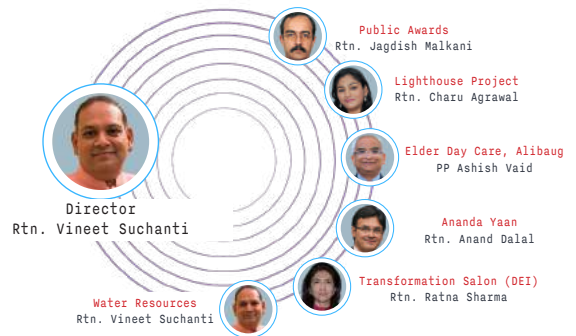 Public Awards
Rtn. Jagdish Malkani
Lighthouse Project
Rtn. Charu Agrawal
Elder Day Care, Alibaug
PP Ashish Vaid
Director
Rtn. Vineet Suchanti
Ananda Yaan
Rtn. Anand Dalal
Transformation Salon (DEI)
Rtn. Ratna Sharma
Water Resources
Rtn. Vineet Suchanti